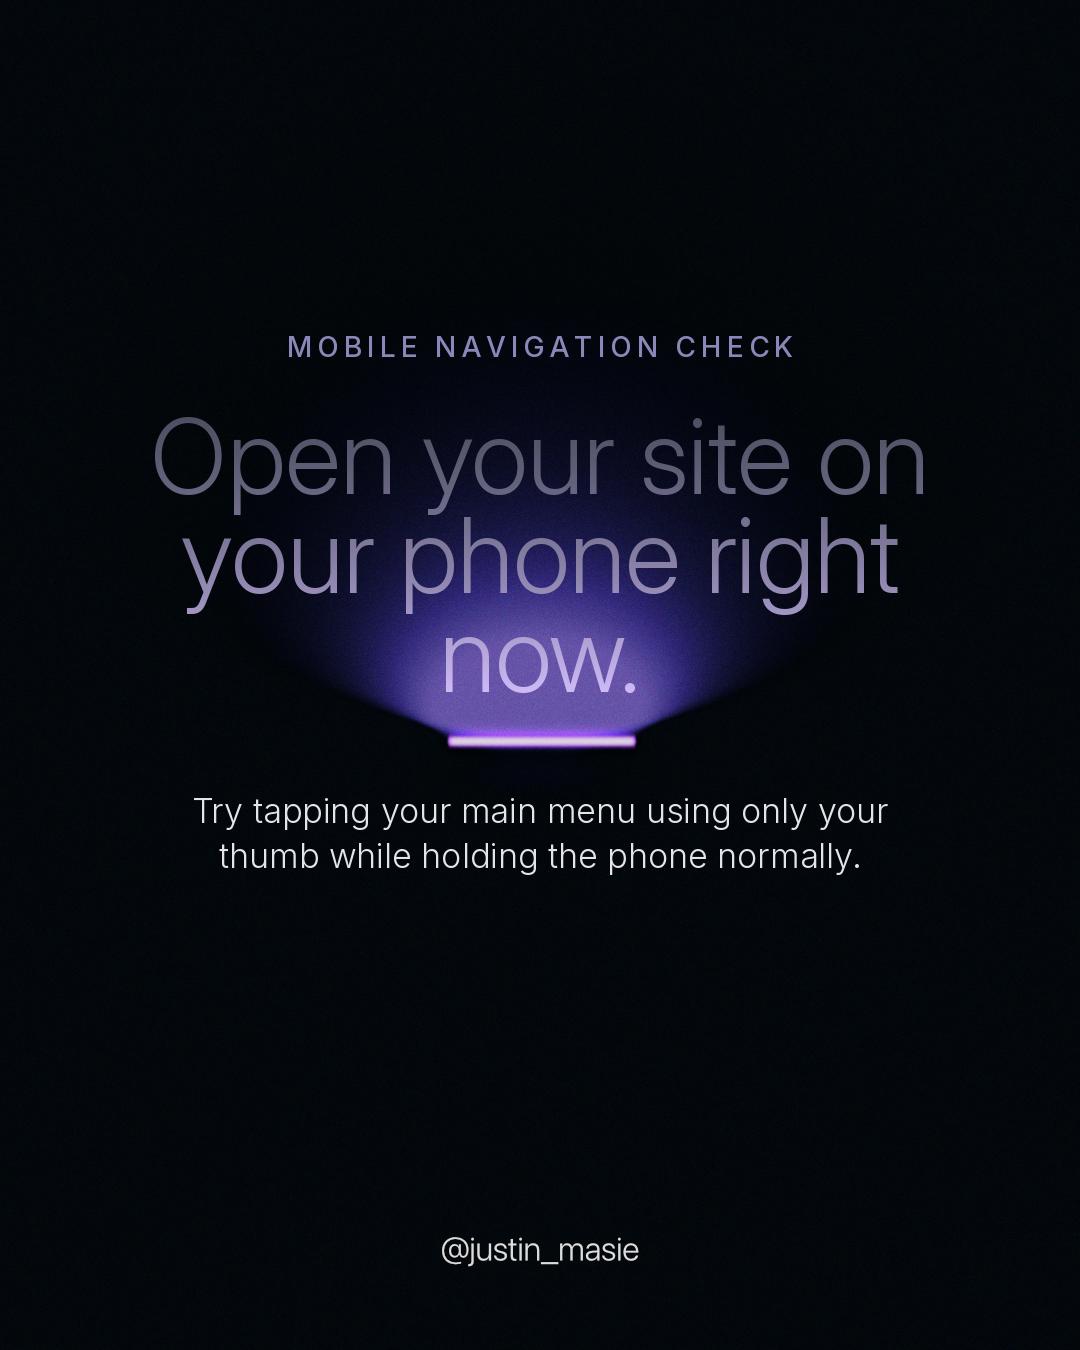 MOBILE NAVIGATION CHECK
Open your site on
your phone right
now.
Try tapping your main menu using only your
thumb while holding the phone normally.
@justin_masie